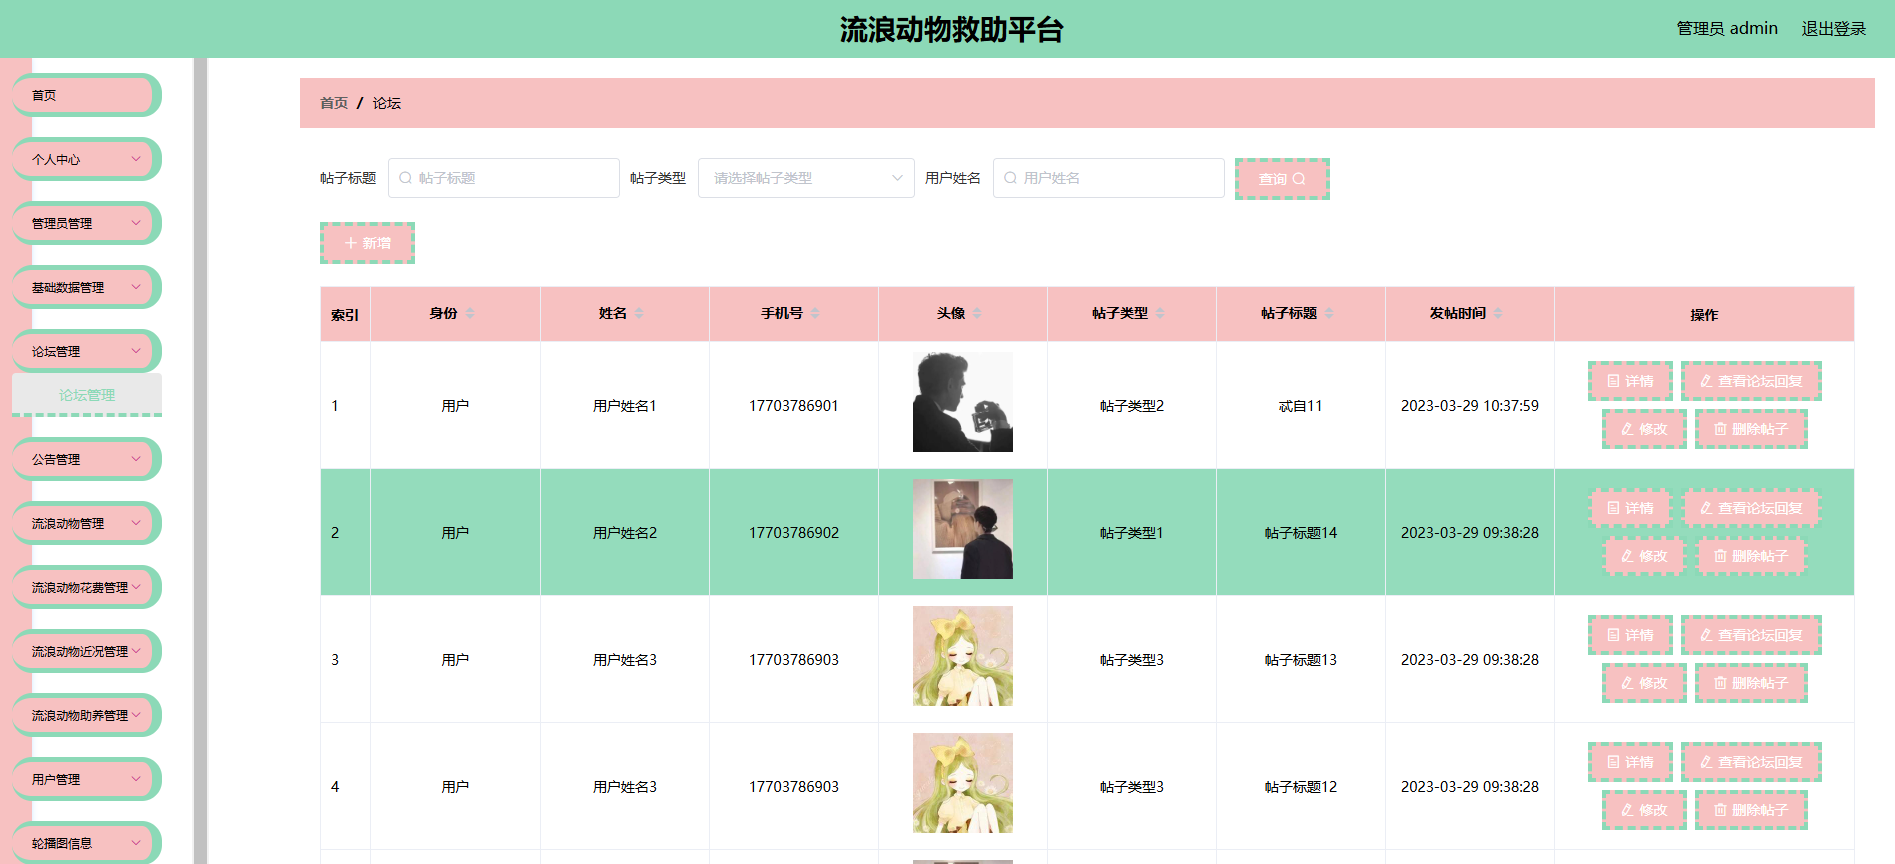 流浪动物救助平台
管理员 admin 退出登录
首页
个人中心
管理员管理
基础数据管理
论坛管理
论坛管理
公告管理
流浪动物管理
流浪动物花费管理
流浪动物近况管理
流浪动物助养管理
用户管理
轮播图信息
首页 / 论坛
帖子标题 帖子标题 帖子类型 请选择帖子类型 用户姓名 用户姓名 查询
新增
索引 身份 姓名 手机号 头像 帖子类型 帖子标题 发帖时间 操作
1 用户 用户姓名1 17703786901 帖子类型2 忒自11 2023-03-29 10:37:59 详情 查看论坛回复
修改 删除帖子
2 用户 用户姓名2 17703786902 帖子类型1 帖子标题14 2023-03-29 09:38:28 详情 查看论坛回复
修改 删除帖子
3 用户 用户姓名3 17703786903 帖子类型3 帖子标题13 2023-03-29 09:38:28 详情 查看论坛回复
修改 删除帖子
4 用户 用户姓名3 17703786903 帖子类型3 帖子标题12 2023-03-29 09:38:28 详情 查看论坛回复
修改 删除帖子